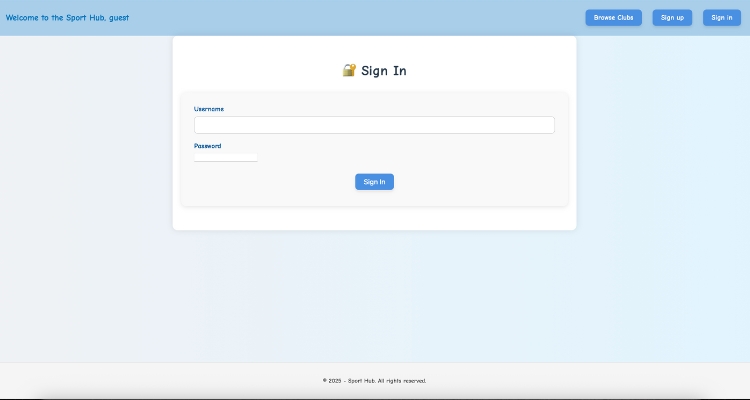 Welcome to the Sport Hub, guest
Browse Clubs
Sign up
Sign in
Sign In
Username
Password
Sign In
© 2025 - Sport Hub. All rights reserved.